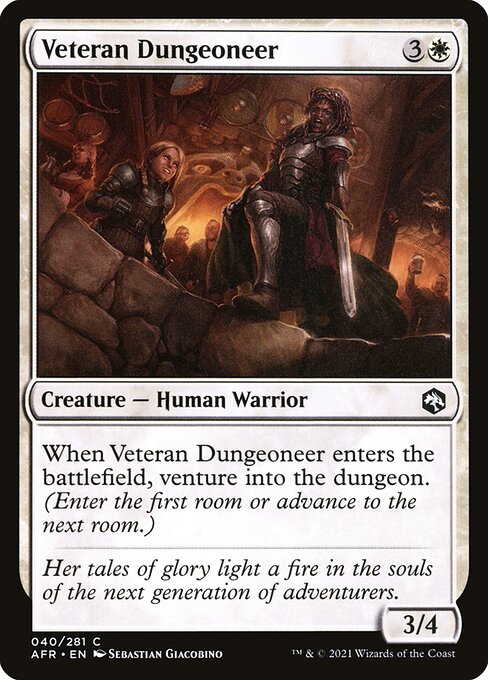 Veteran Dungeoneer 3
Creature — Human Warrior
When Veteran Dungeoneer enters the
battlefield, venture into the dungeon.
(Enter the first room or advance to the
next room.)
Her tales of glory light a fire in the souls
of the next generation of adventurers.
3/4
040/281 C
AFR • EN Sebastian Giacobino
™ & © 2021 Wizards of the Coast